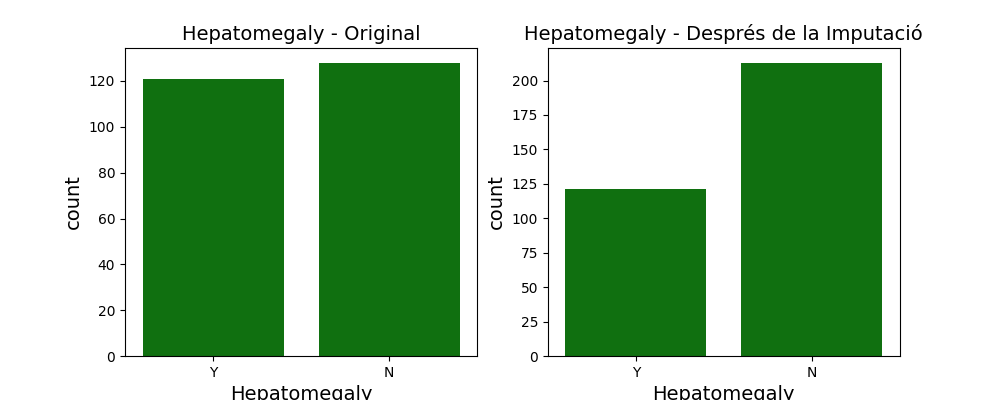 Hepatomegaly - Original
120
100
80
60
40
20
0
count
Y
N
Hepatomegaly
Hepatomegaly - Després de la Imputació
200
175
150
125
100
75
50
25
0
count
Y
N
Hepatomegaly